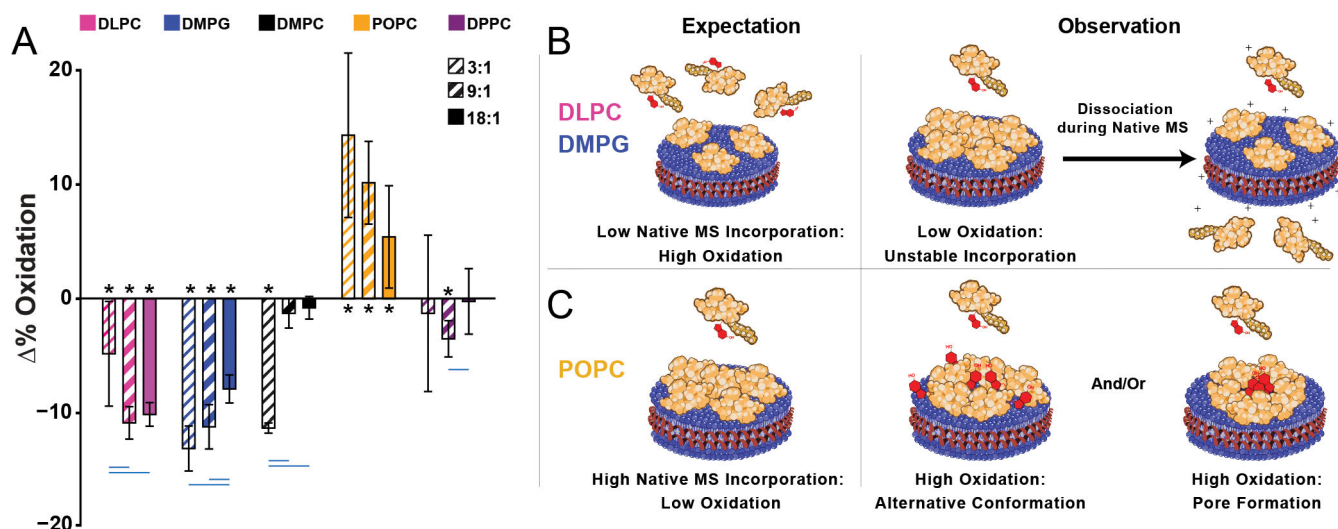 A
DLPC DMPG DMPC POPC DPPC
3:1
9:1
18:1
Δ% Oxidation
20
10
0
−10
−20
* * * * * * * * * * *
B
Expectation
Observation
DLPC
DMPG
Low Native MS Incorporation:
High Oxidation
Low Oxidation:
Unstable Incorporation
Dissociation
during Native MS
C
POPC
High Native MS Incorporation:
Low Oxidation
High Oxidation:
Alternative Conformation
And/Or
High Oxidation:
Pore Formation